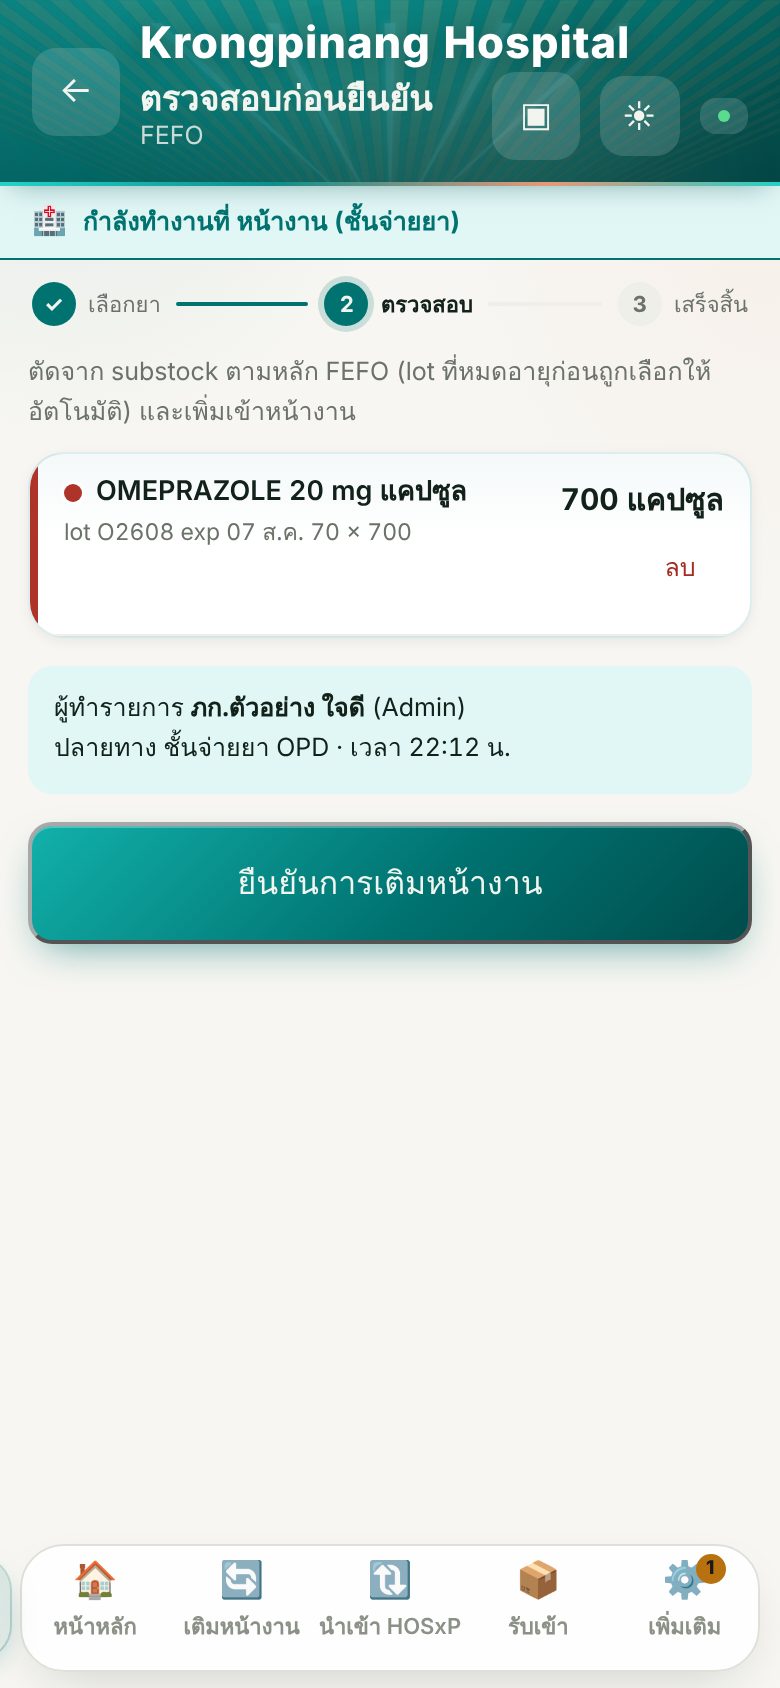 Krongpinang Hospital
ตรวจสอบก่อนยืนยัน
FEFO
กำลังทำงานที่ หน้างาน (ชั้นจ่ายยา)
เลือกยา
2 ตรวจสอบ
3 เสร็จสิ้น
ตัดจาก substock ตามหลัก FEFO (lot ที่หมดอายุก่อนถูกเลือกให้
อัตโนมัติ) และเพิ่มเข้าหน้างาน
OMEPRAZOLE 20 mg แคปซูล
700 แคปซูล
lot O2608 exp 07 ส.ค. 70 × 700
ลบ
ผู้ทำรายการ ภก.ตัวอย่าง ใจดี (Admin)
ปลายทาง ชั้นจ่ายยา OPD · เวลา 22:12 น.
ยืนยันการเติมหน้างาน
1
หน้าหลัก
เติมหน้างาน
นำเข้า HOSxP
รับเข้า
เพิ่มเติม